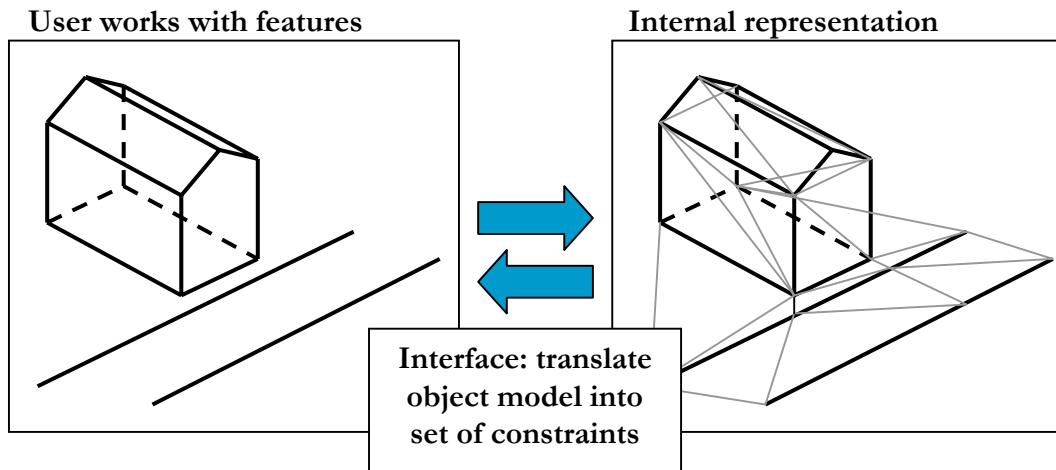 User works with features
Internal representation
Interface: translate
object model into
set of constraints